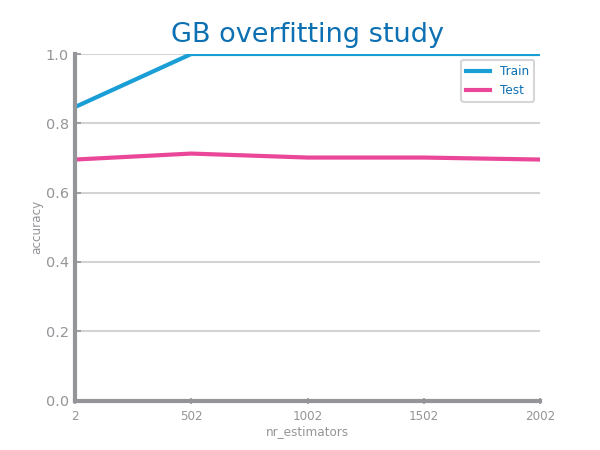 GB overfitting study
1.0
0.8
0.6
0.4
0.2
0.0
accuracy
Train
Test
2 502 1002 1502 2002
nr_estimators